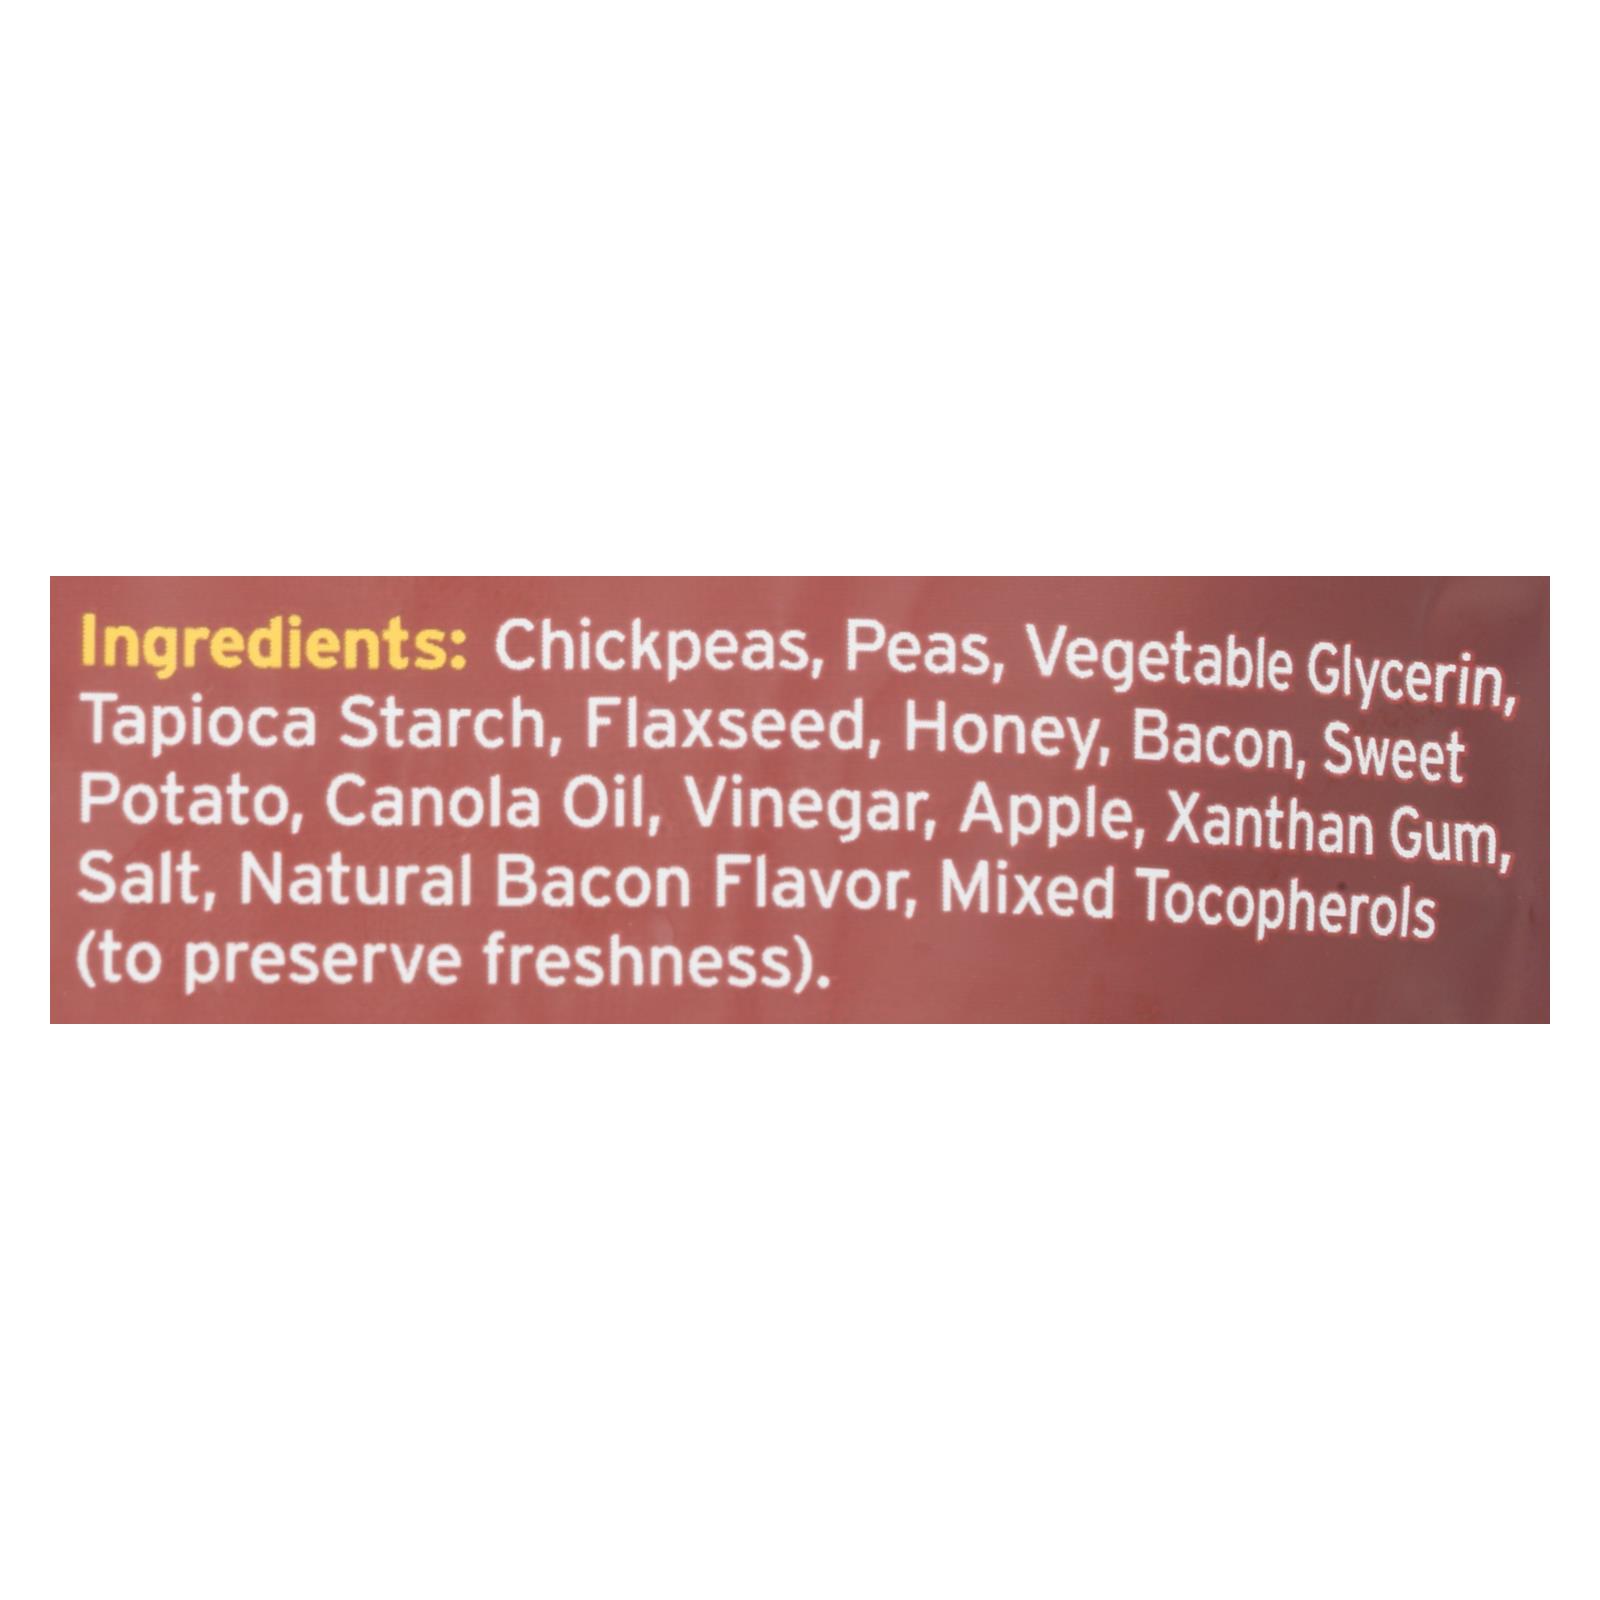 Ingredients: Chickpeas, Peas, Vegetable Glycerin,
Tapioca Starch, Flaxseed, Honey, Bacon, Sweet
Potato, Canola Oil, Vinegar, Apple, Xanthan Gum,
Salt, Natural Bacon Flavor, Mixed Tocopherols
(to preserve freshness).